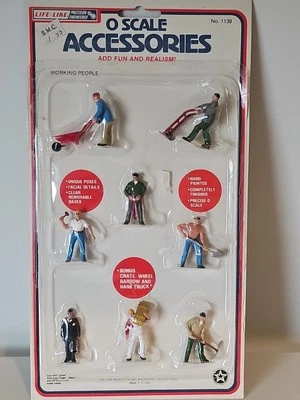 LIFE-LIKE
PRECISION
ENGINEERED
S.M.C.
O SCALE
No. 1139
ACCESSORIES
ADD FUN AND REALISM!
WORKING PEOPLE
• UNIQUE POSES
• FACIAL DETAILS
• CLEAR
REMOVABLE
BASES
• HAND
PAINTED
• COMPLETELY
FINISHED
• PRECISE O
SCALE
• BONUS:
CRATE, WHEEL
BARROW AND
HAND TRUCK